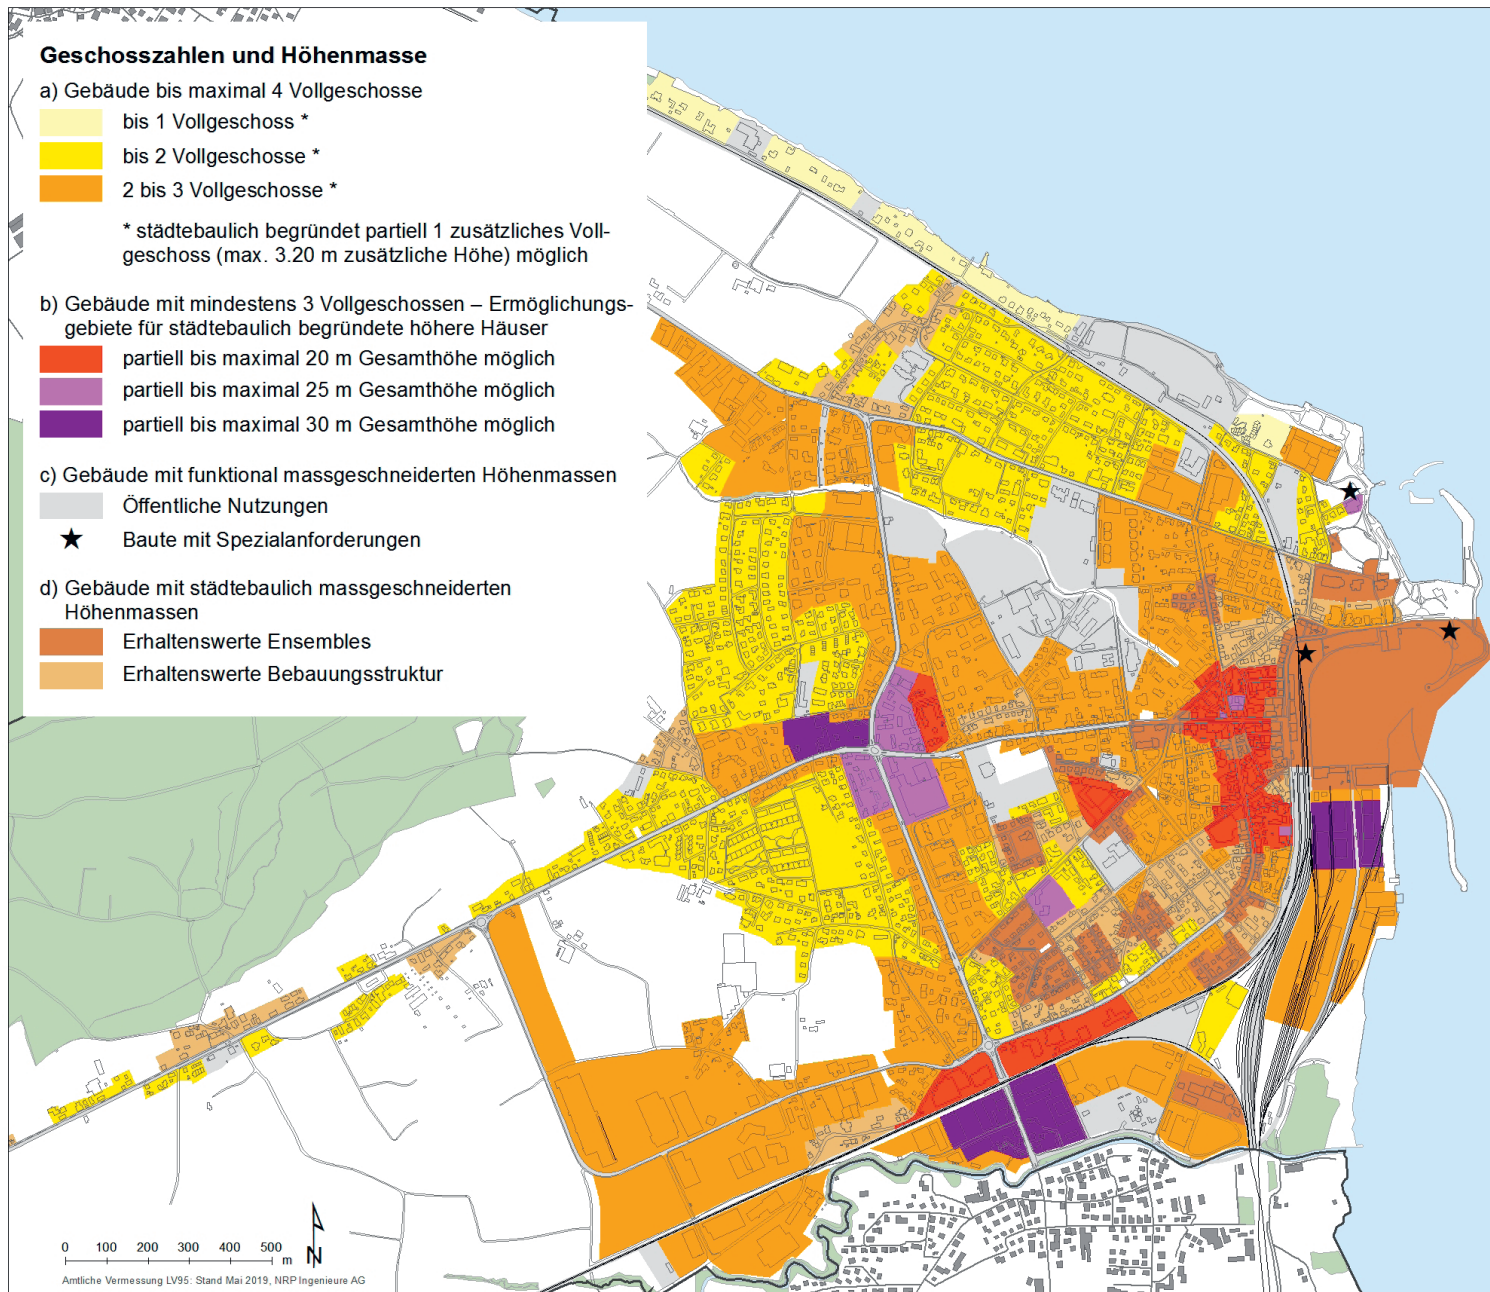 Geschosszahlen und Höhenmasse
a) Gebäude bis maximal 4 Vollgeschosse
bis 1 Vollgeschoss *
bis 2 Vollgeschosse *
2 bis 3 Vollgeschosse *
* städtebaulich begründet partiell 1 zusätzliches Voll-
geschoss (max. 3.20 m zusätzliche Höhe) möglich
b) Gebäude mit mindestens 3 Vollgeschossen – Ermöglichungs-
gebiete für städtebaulich begründete höhere Häuser
partiell bis maximal 20 m Gesamthöhe möglich
partiell bis maximal 25 m Gesamthöhe möglich
partiell bis maximal 30 m Gesamthöhe möglich
c) Gebäude mit funktional massgeschneiderten Höhenmassen
Öffentliche Nutzungen
Baute mit Spezialanforderungen
d) Gebäude mit städtebaulich massgeschneiderten
Höhenmassen
Erhaltenswerte Ensembles
Erhaltenswerte Bebauungsstruktur
0 100 200 300 400 500
m
N
Amtliche Vermessung LV95: Stand Mai 2019, NRP Ingenieure AG